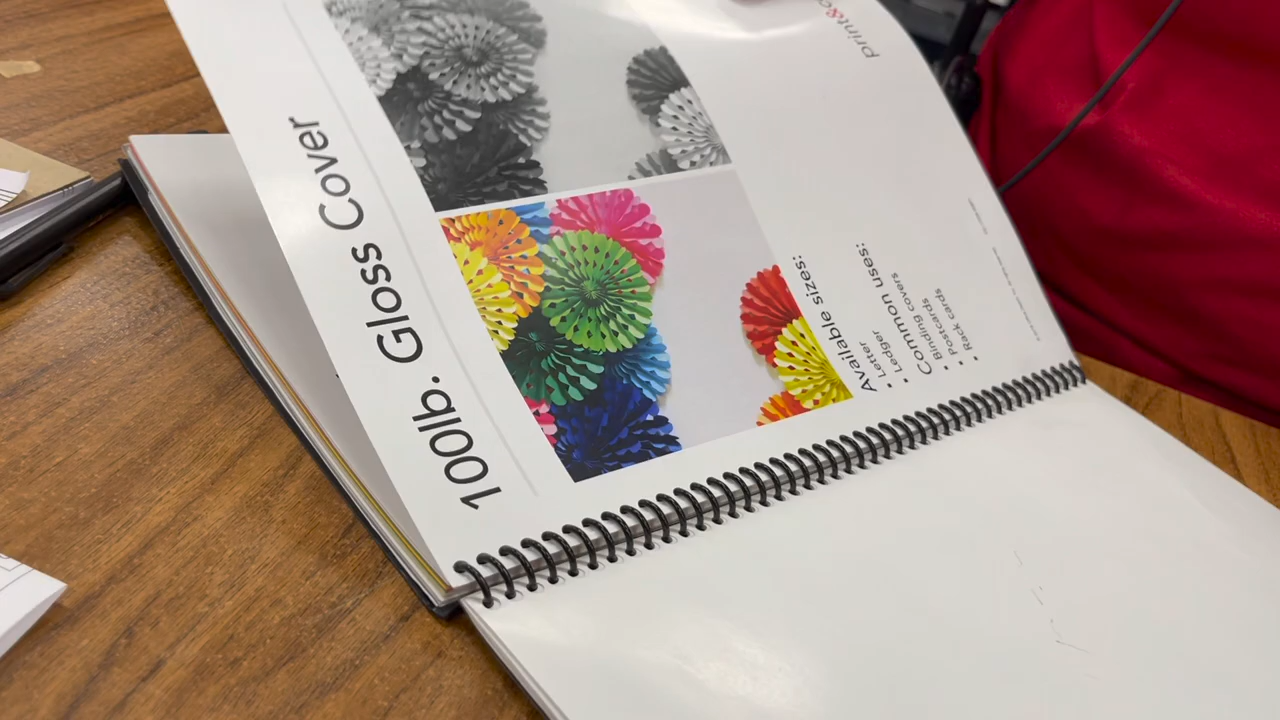 100lb. Gloss Cover
Available sizes:
• Letter
• Ledger
Common uses:
• Binding covers
• Postcards
• Rack cards